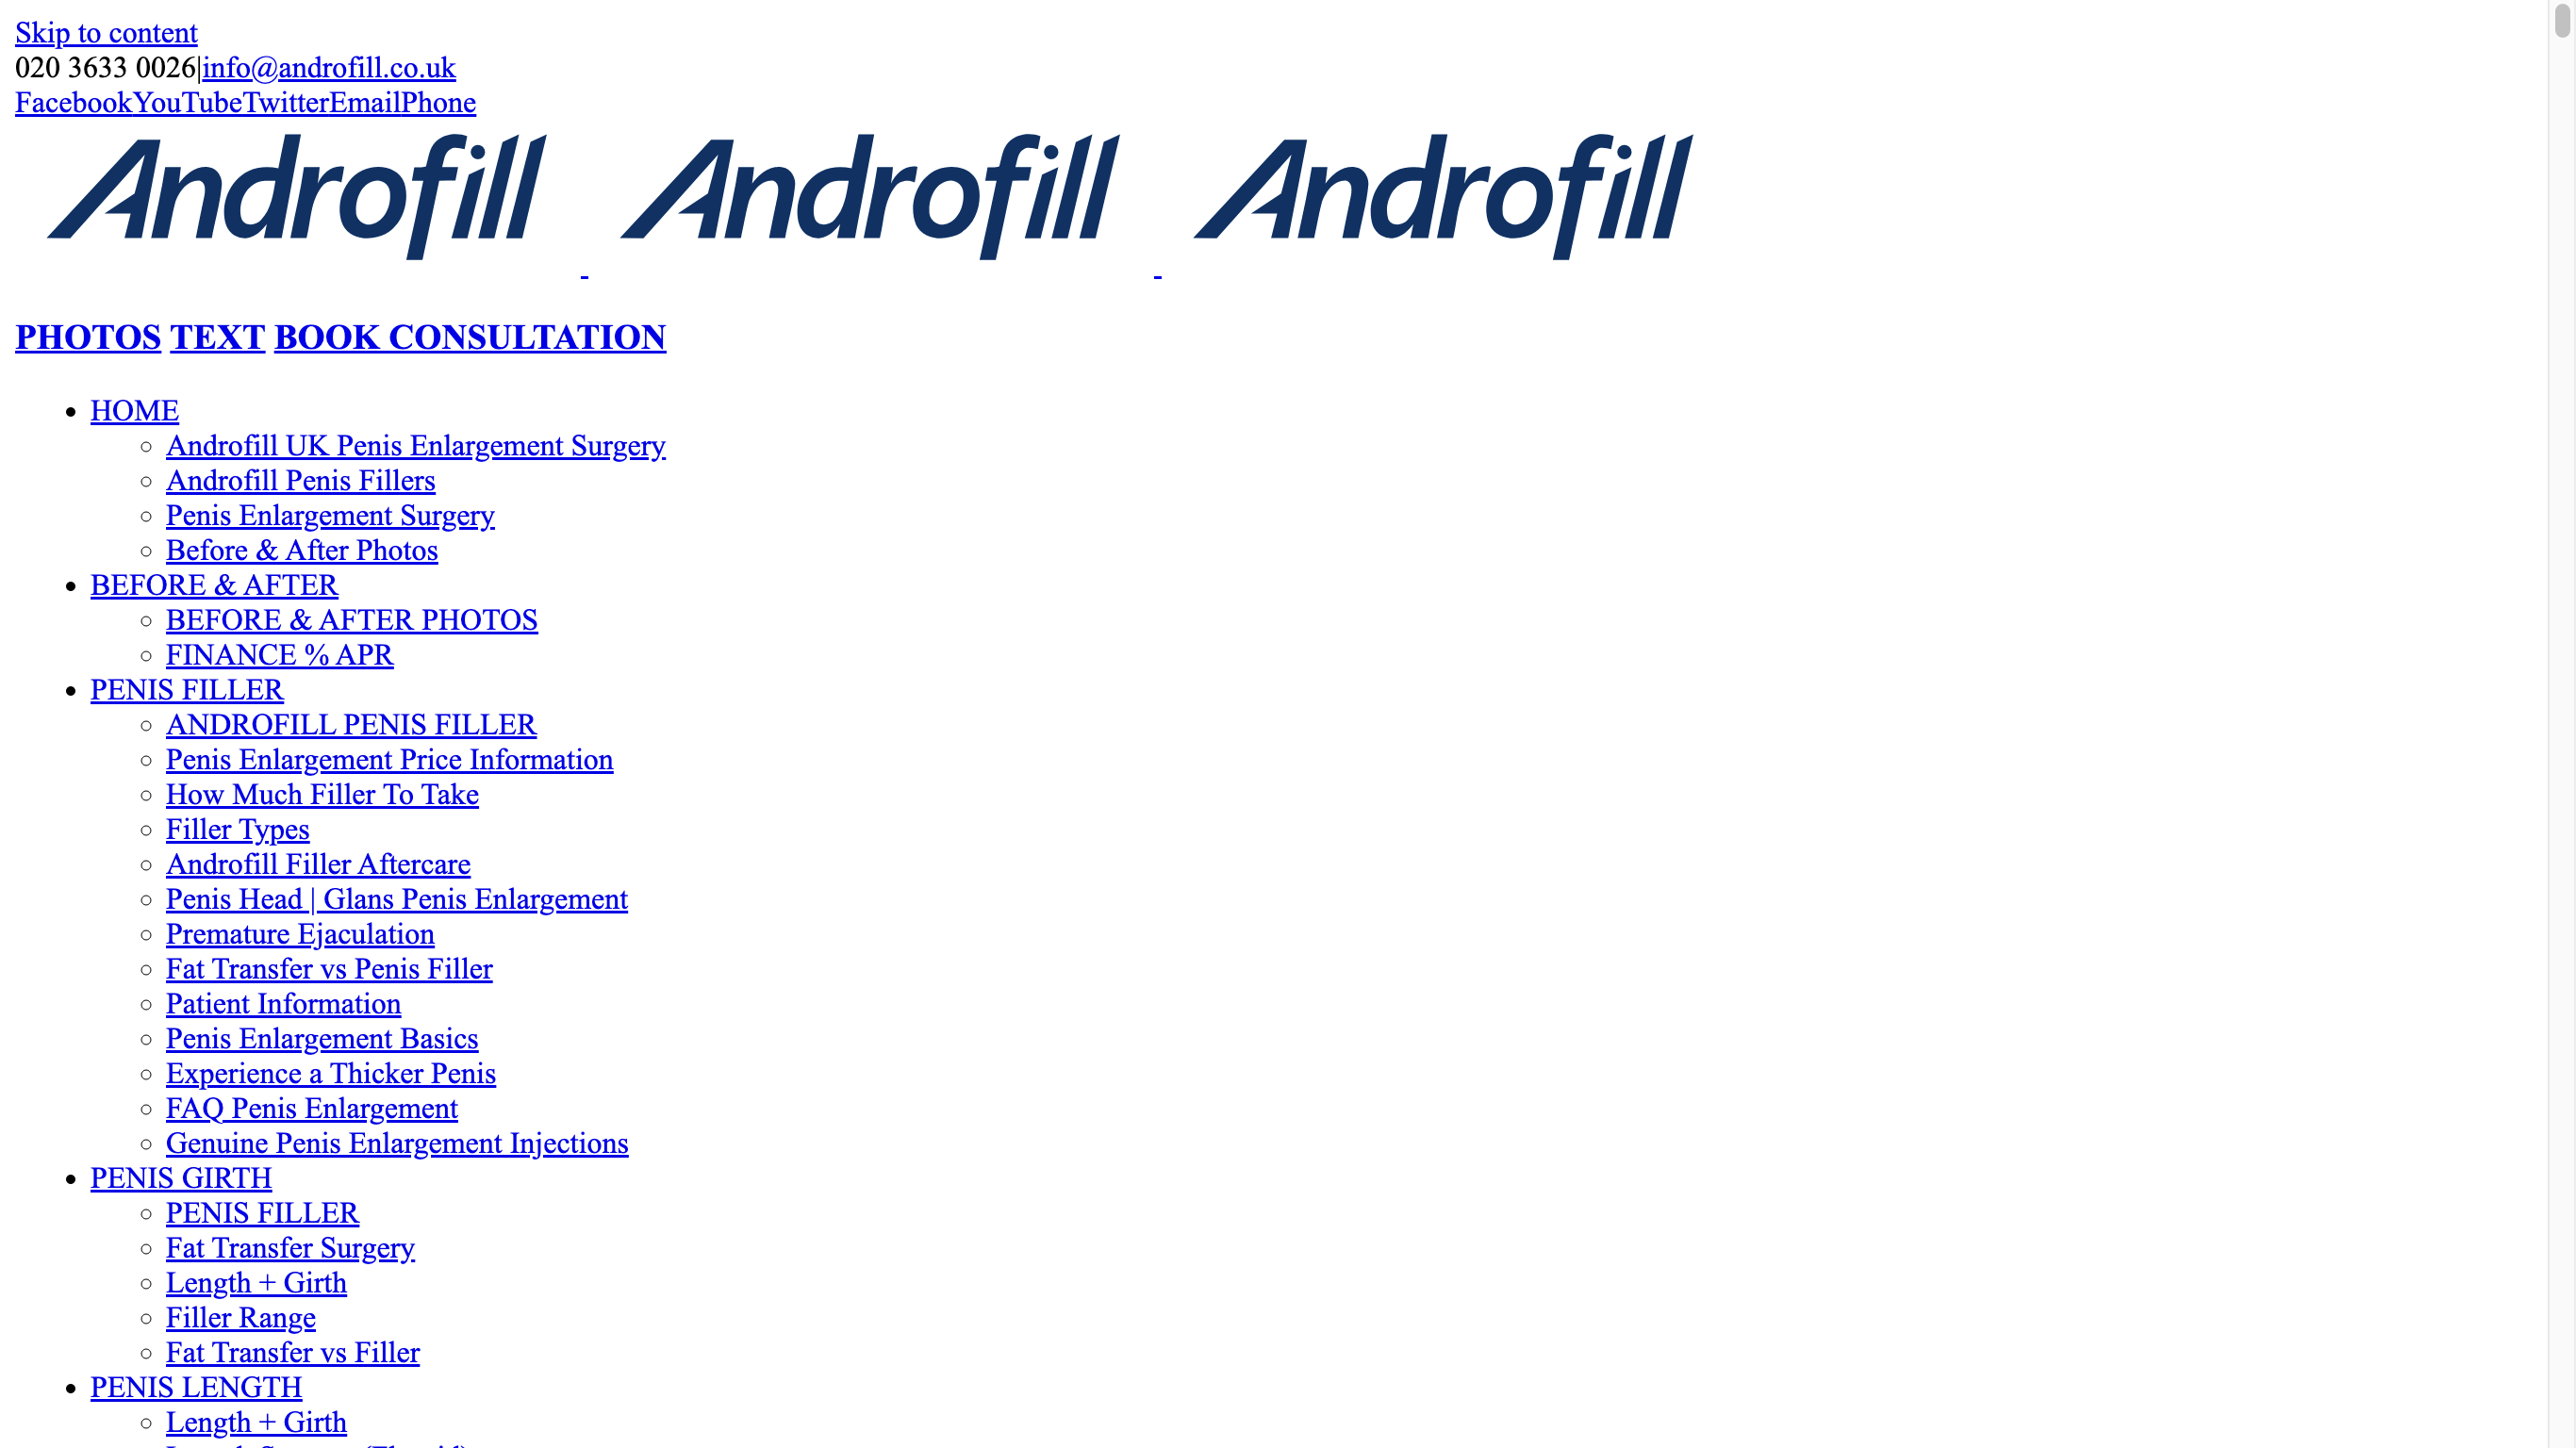 Skip to content
020 3633 0026|info@androfill.co.uk
FacebookYouTubeTwitterEmailPhone
Androfill Androfill Androfill
PHOTOS TEXT BOOK CONSULTATION
HOME
Androfill UK Penis Enlargement Surgery
Androfill Penis Fillers
Penis Enlargement Surgery
Before & After Photos
BEFORE & AFTER
BEFORE & AFTER PHOTOS
FINANCE % APR
PENIS FILLER
ANDROFILL PENIS FILLER
Penis Enlargement Price Information
How Much Filler To Take
Filler Types
Androfill Filler Aftercare
Penis Head | Glans Penis Enlargement
Premature Ejaculation
Fat Transfer vs Penis Filler
Patient Information
Penis Enlargement Basics
Experience a Thicker Penis
FAQ Penis Enlargement
Genuine Penis Enlargement Injections
PENIS GIRTH
PENIS FILLER
Fat Transfer Surgery
Length + Girth
Filler Range
Fat Transfer vs Filler
PENIS LENGTH
Length + Girth